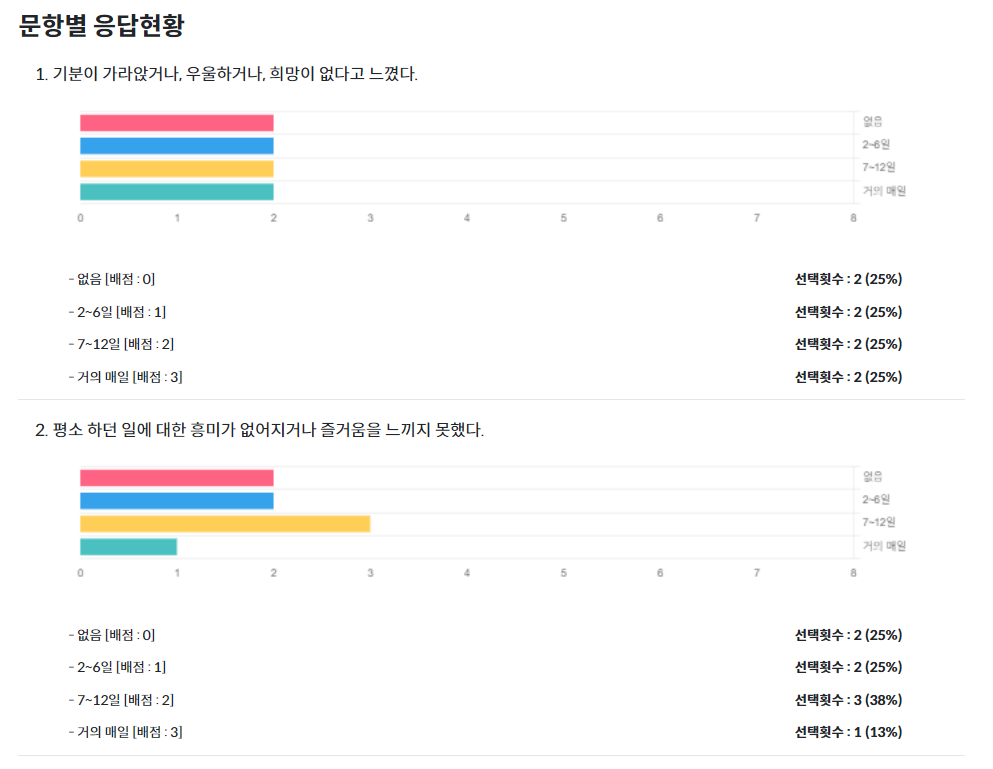 문항별 응답현황
1. 기분이 가라앉거나, 우울하거나, 희망이 없다고 느꼈다.
없음
2~6일
7~12일
거의 매일
0 1 2 3 4 5 6 7 8
- 없음 [배점 : 0] 선택횟수 : 2 (25%)
- 2~6일 [배점 : 1] 선택횟수 : 2 (25%)
- 7~12일 [배점 : 2] 선택횟수 : 2 (25%)
- 거의 매일 [배점 : 3] 선택횟수 : 2 (25%)
2. 평소 하던 일에 대한 흥미가 없어지거나 즐거움을 느끼지 못했다.
없음
2~6일
7~12일
거의 매일
0 1 2 3 4 5 6 7 8
- 없음 [배점 : 0] 선택횟수 : 2 (25%)
- 2~6일 [배점 : 1] 선택횟수 : 2 (25%)
- 7~12일 [배점 : 2] 선택횟수 : 3 (38%)
- 거의 매일 [배점 : 3] 선택횟수 : 1 (13%)